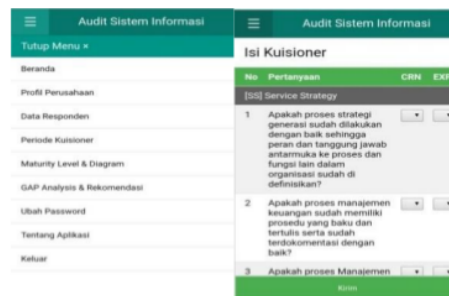 Audit Sistem Informasi
Tutup Menu ×
Beranda
Profil Perusahaan
Data Responden
Periode Kuisioner
Maturity Level & Diagram
GAP Analysis & Rekomendasi
Ubah Password
Tentang Aplikasi
Keluar
Audit Sistem Informasi
Isi Kuisioner
No Pertanyaan CRN EXP
[SS] Service Strategy
1 Apakah proses strategi
generasi sudah dilakukan
dengan baik sehingga
peran dan tanggung jawab
antarmuka ke proses dan
fungsi lain dalam
organisasi sudah di
definisikan?
2 Apakah proses manajemen
keuangan sudah memiliki
prosedur yang baku dan
tertulis serta sudah
terdokumentasi dengan
baik?
3 Apakah proses Manajemen
Kirim